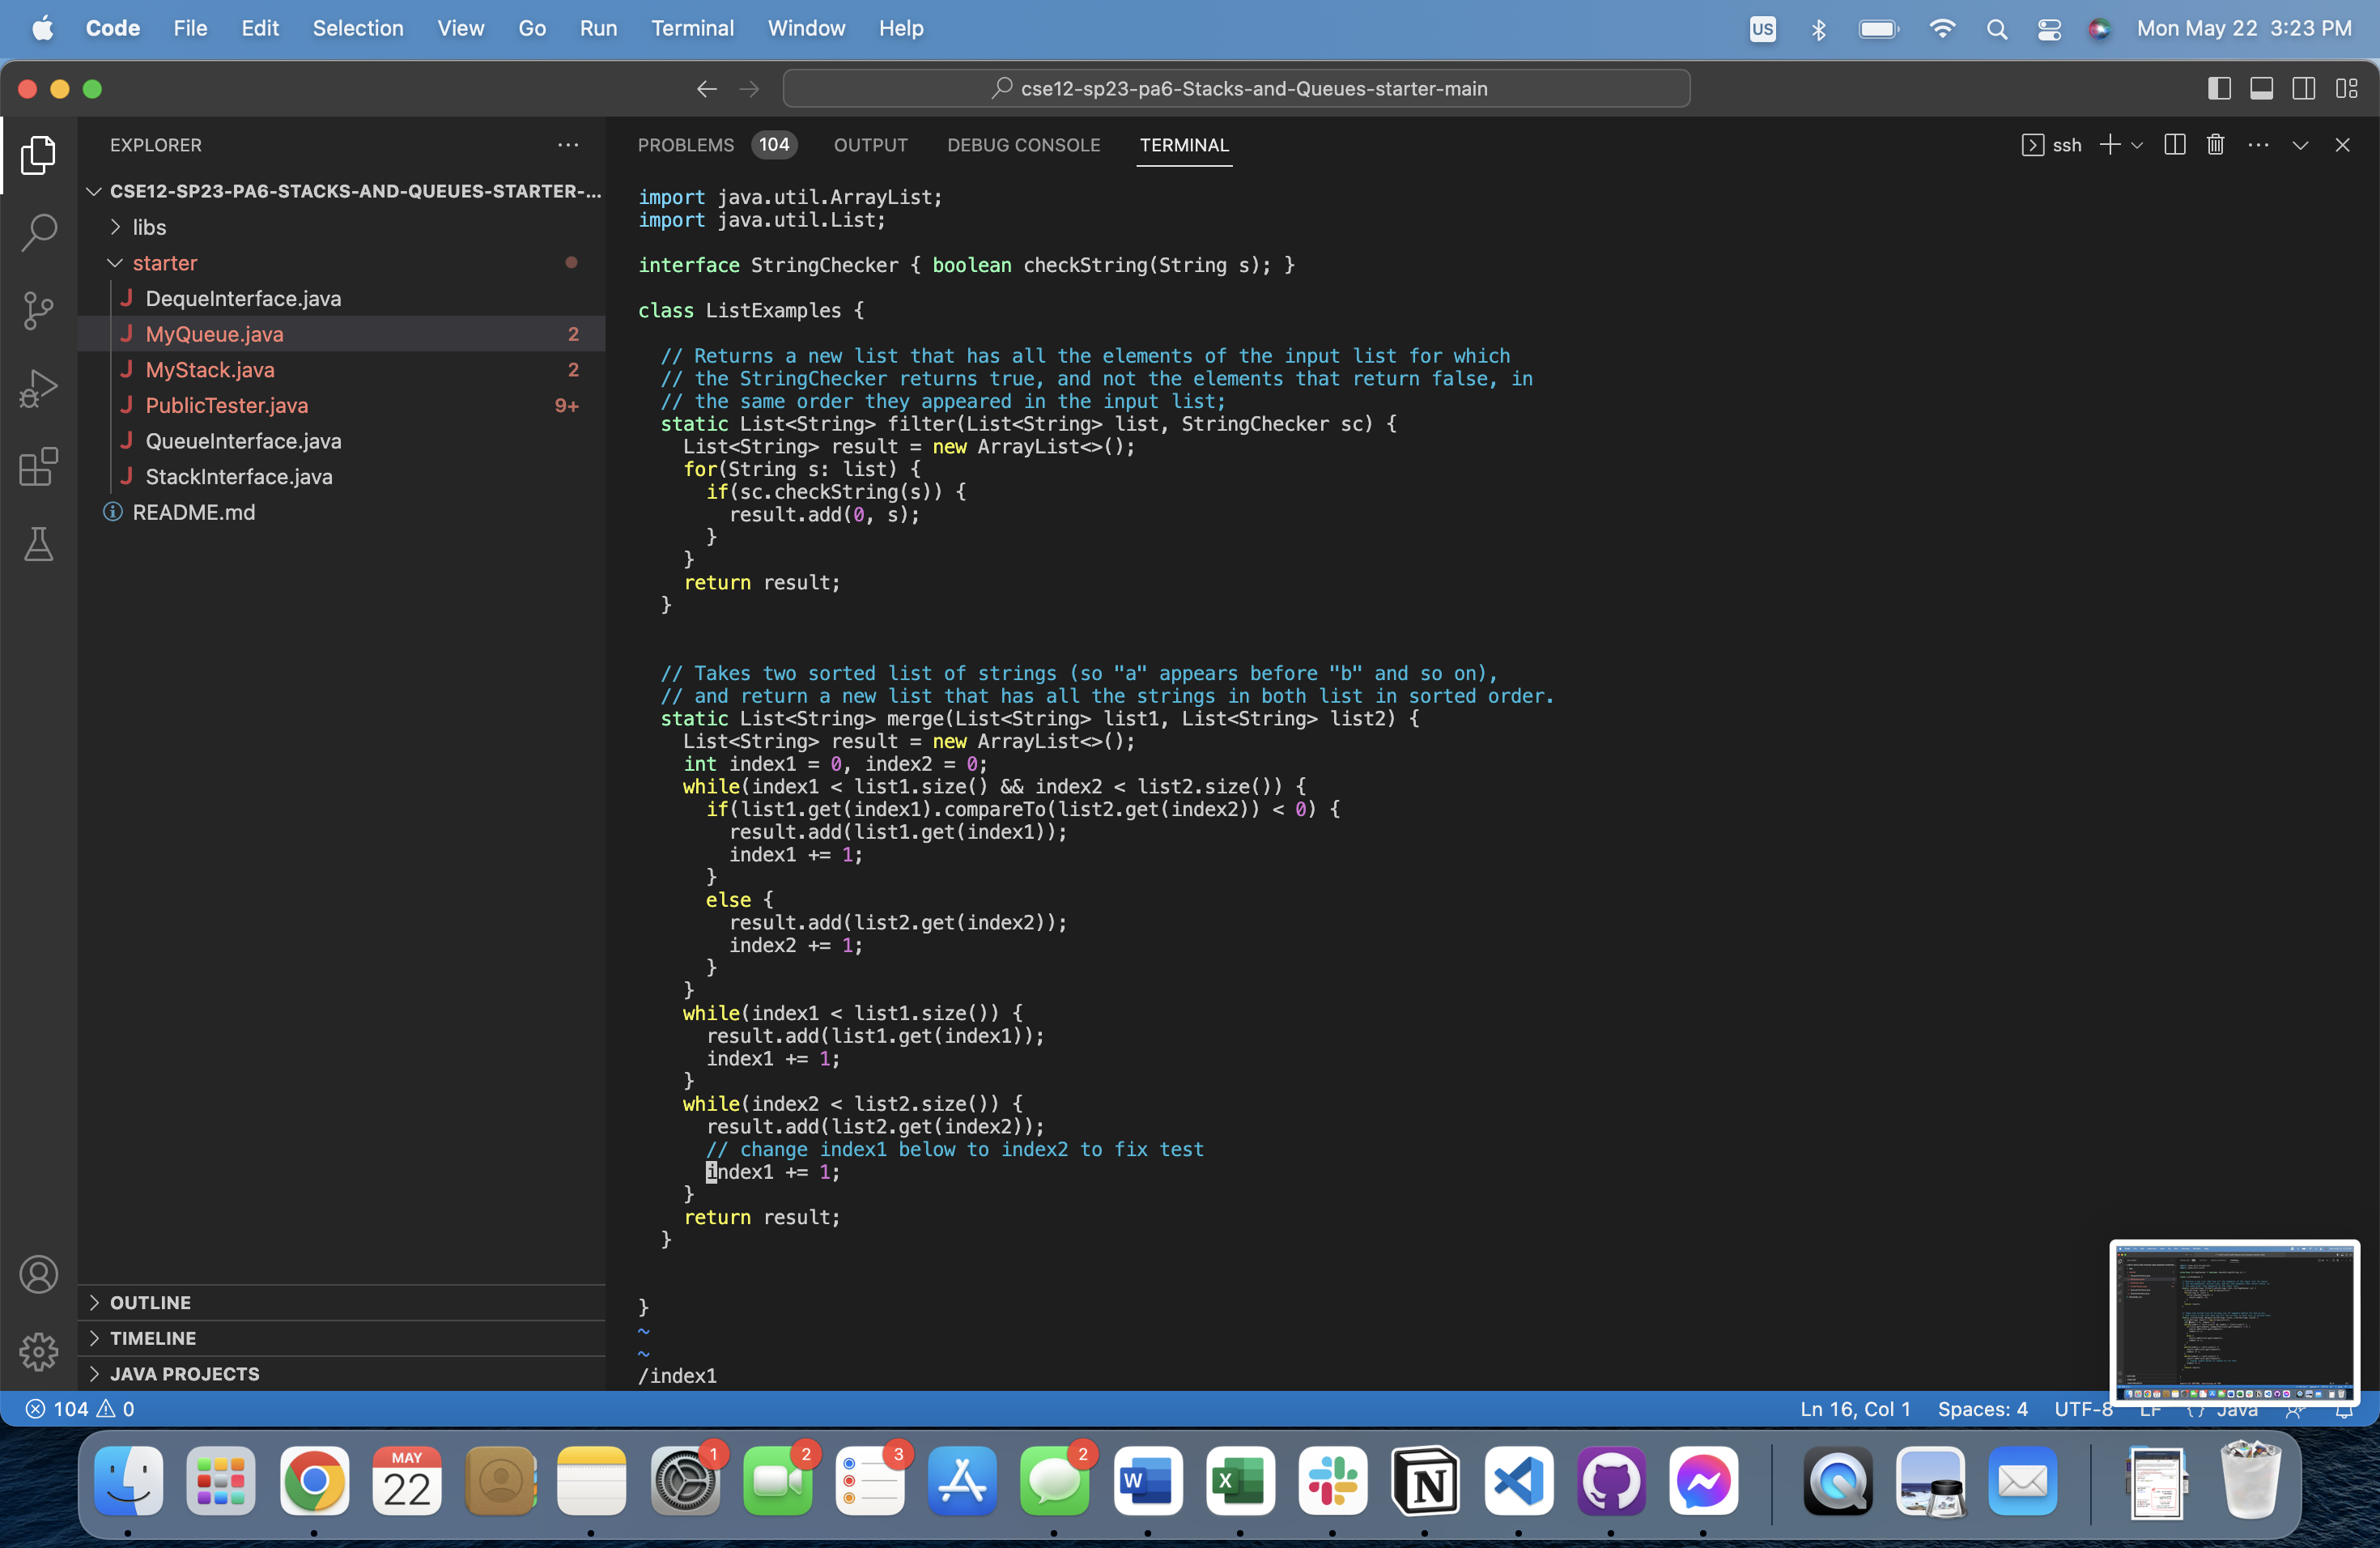 Code File Edit Selection View Go Run Terminal Window Help US Mon May 22 3:23 PM
cse12-sp23-pa6-Stacks-and-Queues-starter-main
EXPLORER
CSE12-SP23-PA6-STACKS-AND-QUEUES-STARTER-...
libs
starter
J DequeInterface.java
J MyQueue.java 2
J MyStack.java 2
J PublicTester.java 9+
J QueueInterface.java
J StackInterface.java
README.md
OUTLINE
TIMELINE
JAVA PROJECTS
PROBLEMS 104 OUTPUT DEBUG CONSOLE TERMINAL ssh
import java.util.ArrayList;
import java.util.List;
interface StringChecker { boolean checkString(String s); }
class ListExamples {
// Returns a new list that has all the elements of the input list for which
// the StringChecker returns true, and not the elements that return false, in
// the same order they appeared in the input list;
static List<String> filter(List<String> list, StringChecker sc) {
List<String> result = new ArrayList<>();
for(String s: list) {
if(sc.checkString(s)) {
result.add(0, s);
}
}
return result;
}
// Takes two sorted list of strings (so "a" appears before "b" and so on),
// and return a new list that has all the strings in both list in sorted order.
static List<String> merge(List<String> list1, List<String> list2) {
List<String> result = new ArrayList<>();
int index1 = 0, index2 = 0;
while(index1 < list1.size() && index2 < list2.size()) {
if(list1.get(index1).compareTo(list2.get(index2)) < 0) {
result.add(list1.get(index1));
index1 += 1;
}
else {
result.add(list2.get(index2));
index2 += 1;
}
}
while(index1 < list1.size()) {
result.add(list1.get(index1));
index1 += 1;
}
while(index2 < list2.size()) {
result.add(list2.get(index2));
// change index1 below to index2 to fix test
index1 += 1;
}
return result;
}
}
~
~
/index1
104 0 Ln 16, Col 1 Spaces: 4 UTF-8 LF {} Java
MAY
22
1
2
3
2
W
X
N